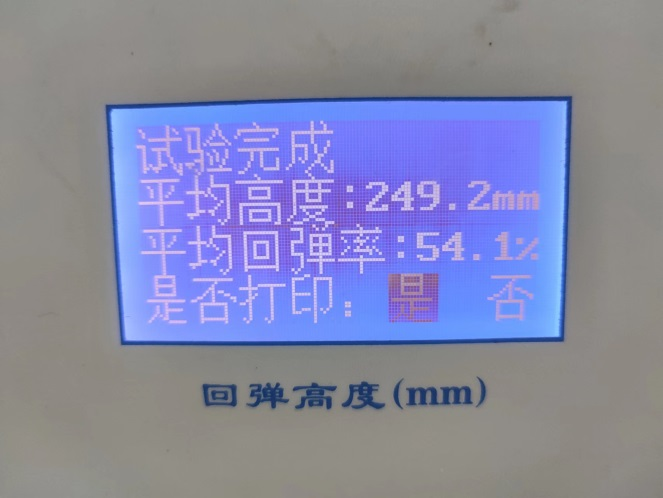 试验完成
平均高度:249.2mm
平均回弹率:54.1%
是否打印: 是 否
回弹高度(mm)